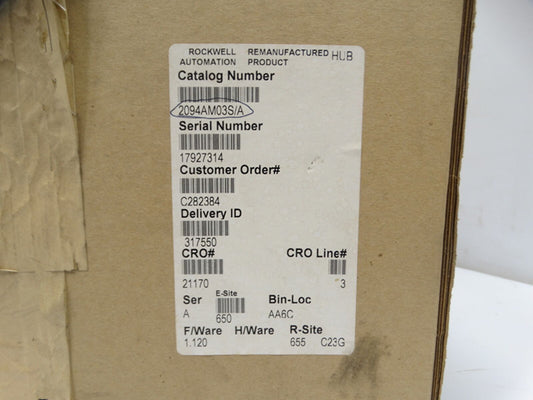 ROCKWELL REMANUFACTURED HUB
AUTOMATION PRODUCT
Catalog Number
2094AM03S/A
Serial Number
17927314
Customer Order#
C282384
Delivery ID
317550
CRO# CRO Line#
21170 3
Ser E-Site Bin-Loc
A 650 AA6C
F/Ware H/Ware R-Site
1.120 655 C23G